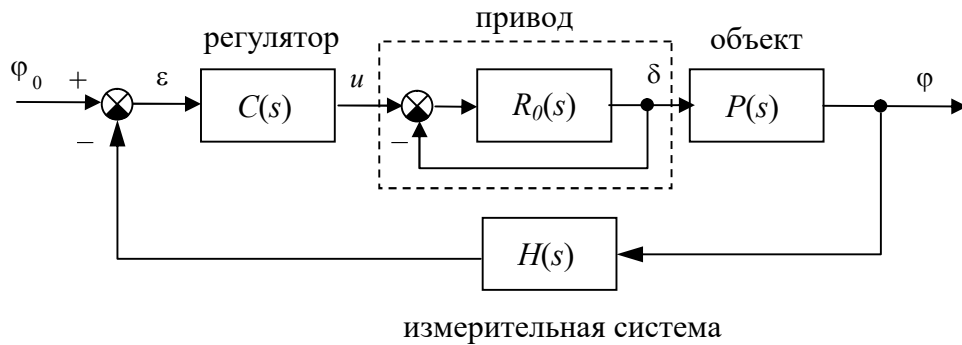 привод
регулятор
объект
φ₀
+
ε
C(s)
u
−
R₀(s)
δ
P(s)
φ
−
H(s)
измерительная система